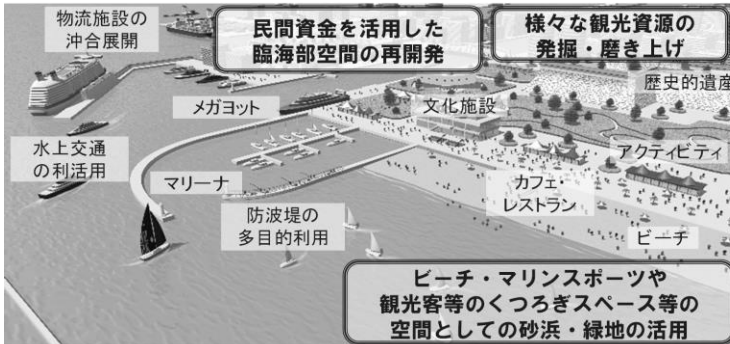 物流施設の
沖合展開
民間資金を活用した
臨海部空間の再開発
様々な観光資源の
発掘・磨き上げ
歴史的遺産
メガヨット
文化施設
水上交通
の利活用
アクティビティ
マリーナ
カフェ・
レストラン
防波堤の
多目的利用
ビーチ
ビーチ・マリンスポーツや
観光客等のくつろぎスペース等の
空間としての砂浜・緑地の活用